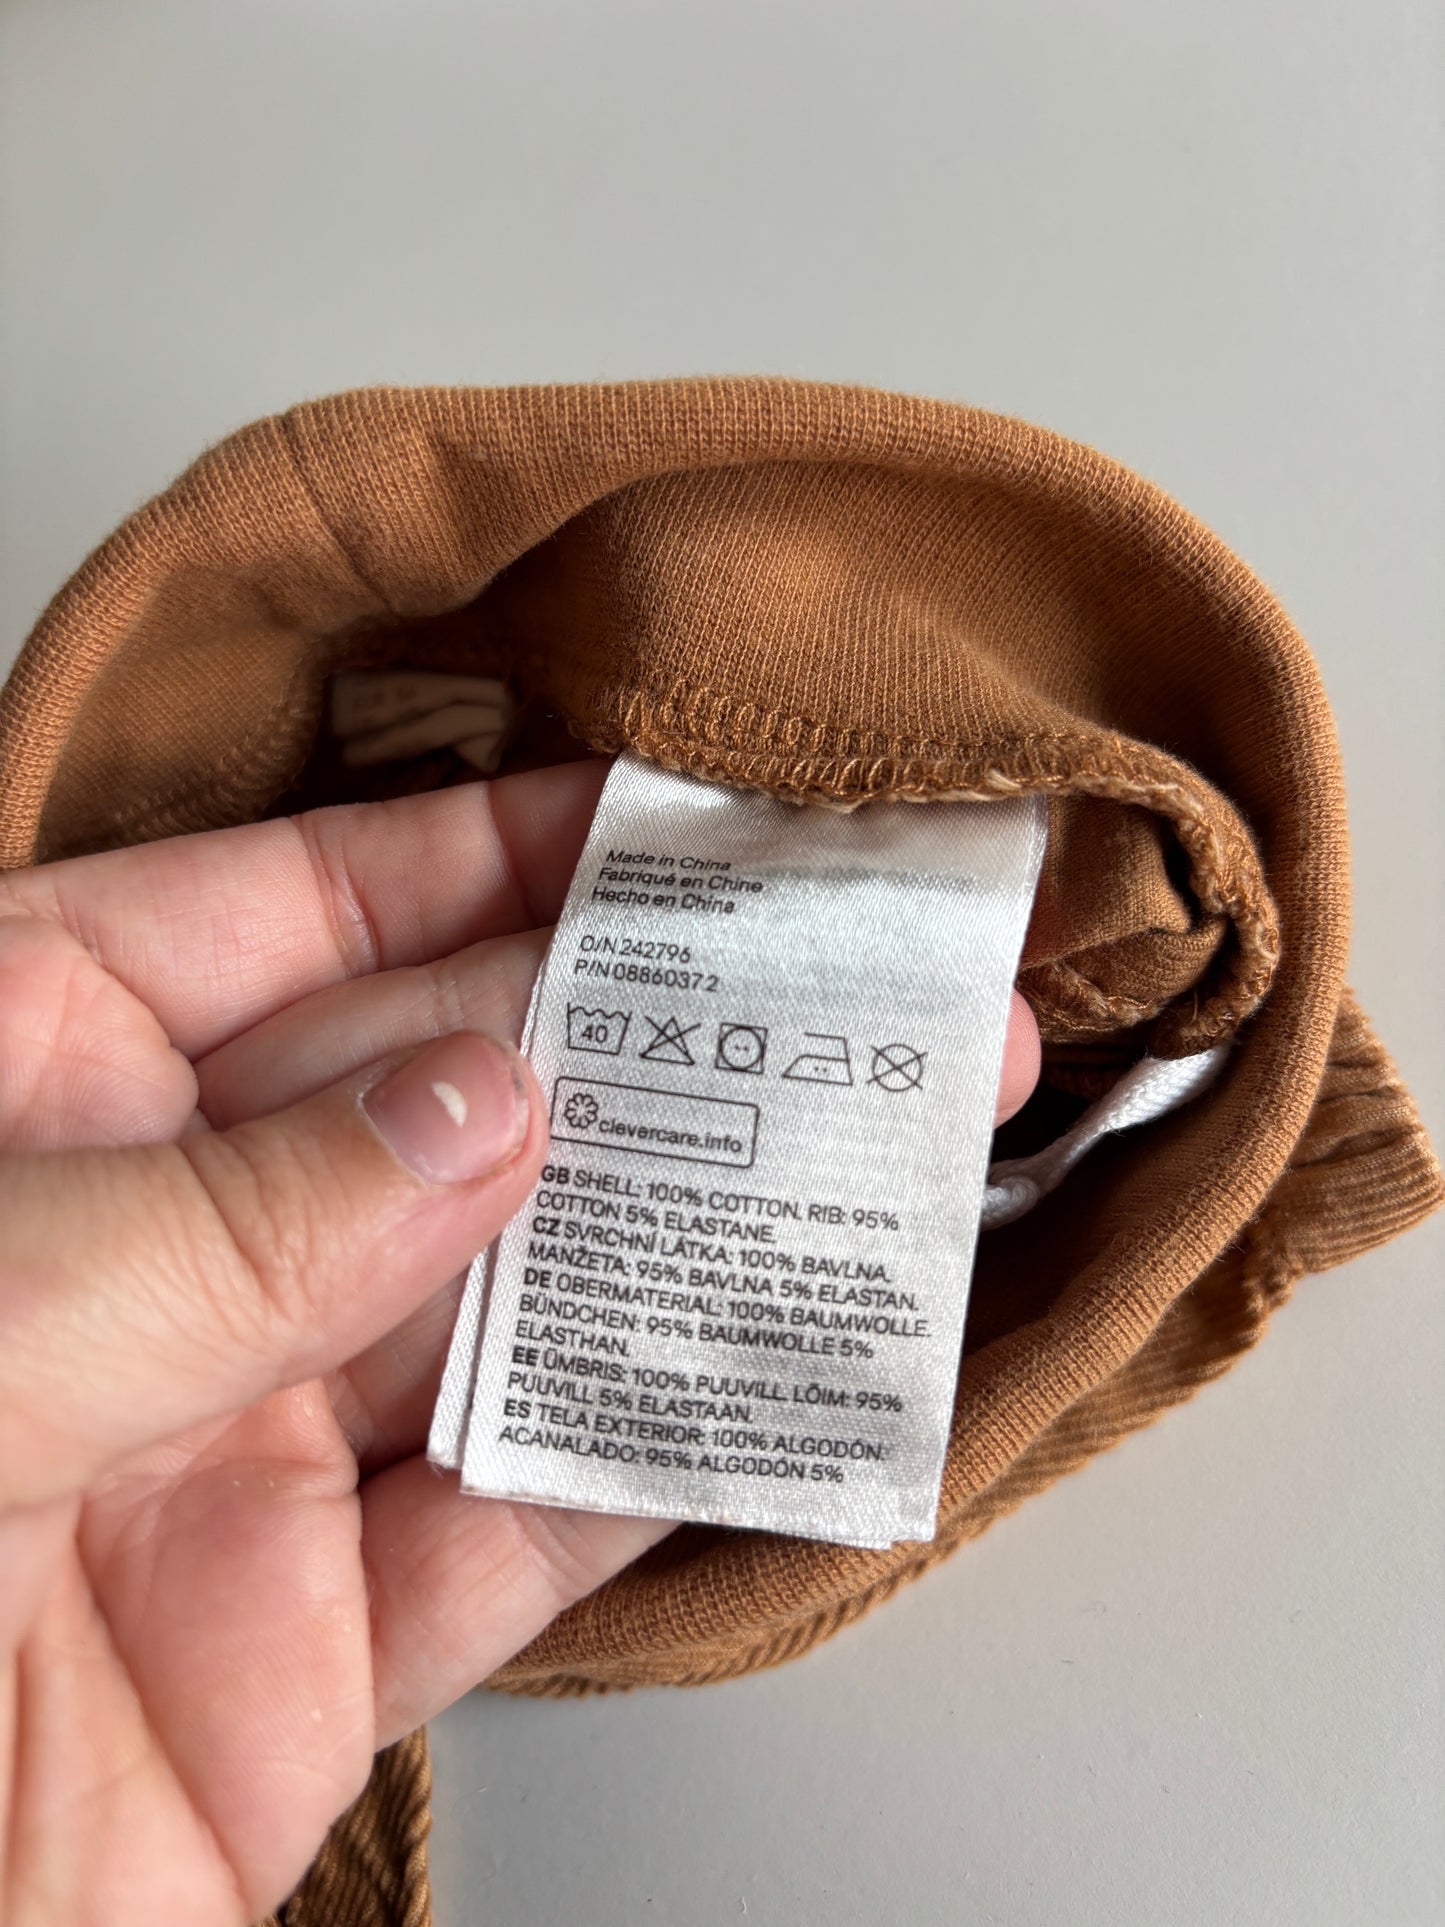 Made in China
Fabriqué en Chine
Hecho en China
O/N 242796
P/N 0886037 2
40
clevercare.info
GB SHELL: 100% COTTON. RIB: 95%
COTTON 5% ELASTANE.
CZ SVRCHNÍ LÁTKA: 100% BAVLNA.
MANŽETA: 95% BAVLNA 5% ELASTAN.
DE OBERMATERIAL: 100% BAUMWOLLE.
BÜNDCHEN: 95% BAUMWOLLE 5%
ELASTHAN.
EE ÜMBRIS: 100% PUUVILL. LÕIM: 95%
PUUVILL 5% ELASTAAN.
ES TELA EXTERIOR: 100% ALGODÓN.
ACANALADO: 95% ALGODÓN 5%